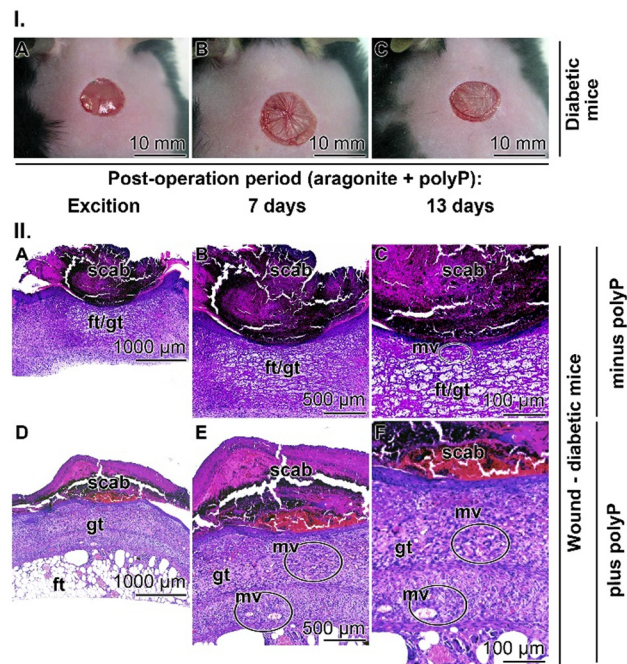 I.
A
B
C
10 mm
10 mm
10 mm
Diabetic
mice
Post-operation period (aragonite + polyP):
Excition
7 days
13 days
II.
A
scab
ft/gt
1000 µm
B
scab
ft/gt
500 µm
C
scab
mv
ft/gt
100 µm
minus polyP
D
scab
gt
ft
1000 µm
E
scab
mv
gt
mv
500 µm
F
scab
mv
gt
mv
100 µm
plus polyP
Wound - diabetic mice